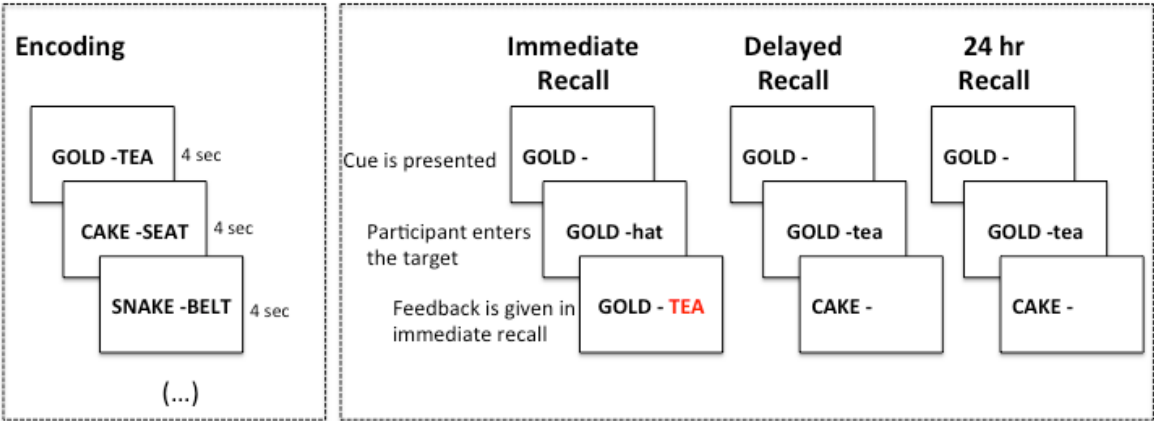 Encoding
GOLD -TEA
4 sec
CAKE -SEAT
4 sec
SNAKE -BELT
4 sec
(...)
Immediate
Recall
Delayed
Recall
24 hr
Recall
Cue is presented
GOLD -
GOLD -
GOLD -
Participant enters
the target
GOLD -hat
GOLD -tea
GOLD -tea
Feedback is given in
immediate recall
GOLD - TEA
CAKE -
CAKE -